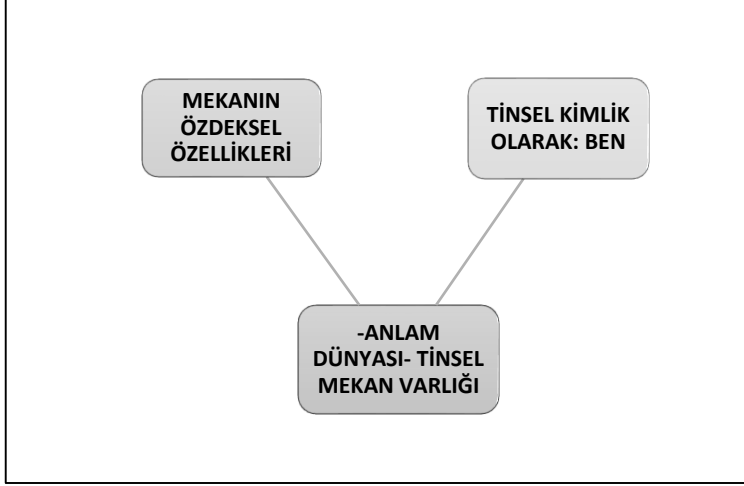 MEKANIN
ÖZDEKSEL
ÖZELLİKLERİ
TİNSEL KİMLİK
OLARAK: BEN
-ANLAM
DÜNYASI- TİNSEL
MEKAN VARLIĞI